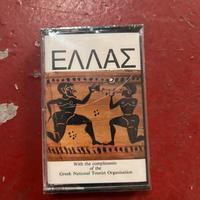 ΕΛΛΑΣ
With the compliments
of the
Greek National Tourist Organisation